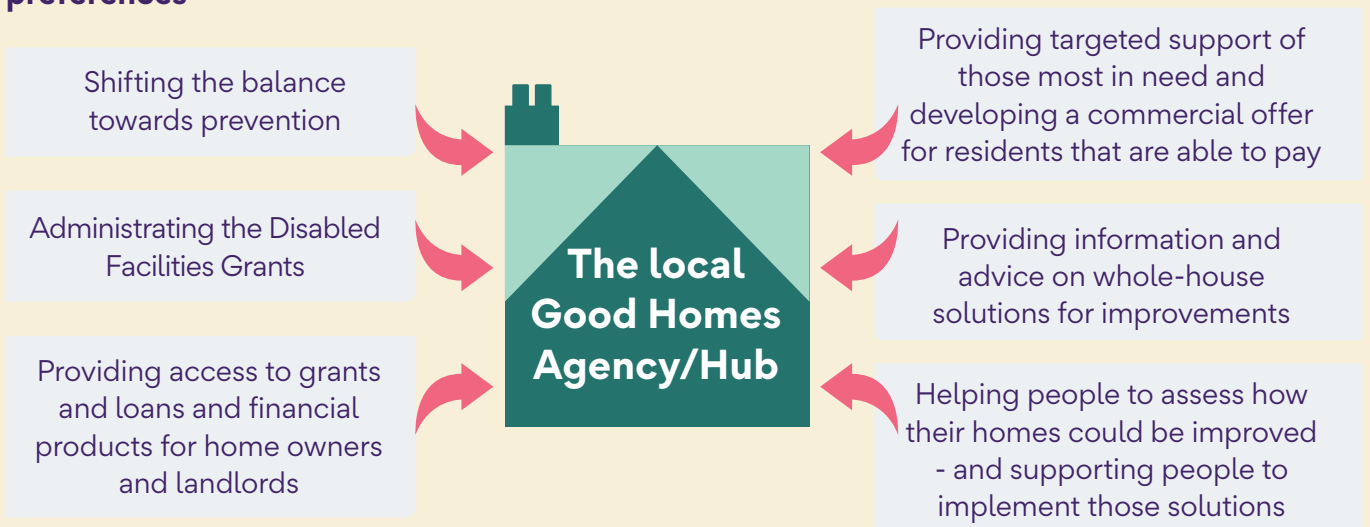 preferences
Shifting the balance
towards prevention
Administrating the Disabled
Facilities Grants
Providing access to grants
and loans and financial
products for home owners
and landlords
The local
Good Homes
Agency/Hub
Providing targeted support of
those most in need and
developing a commercial offer
for residents that are able to pay
Providing information and
advice on whole-house
solutions for improvements
Helping people to assess how
their homes could be improved
- and supporting people to
implement those solutions